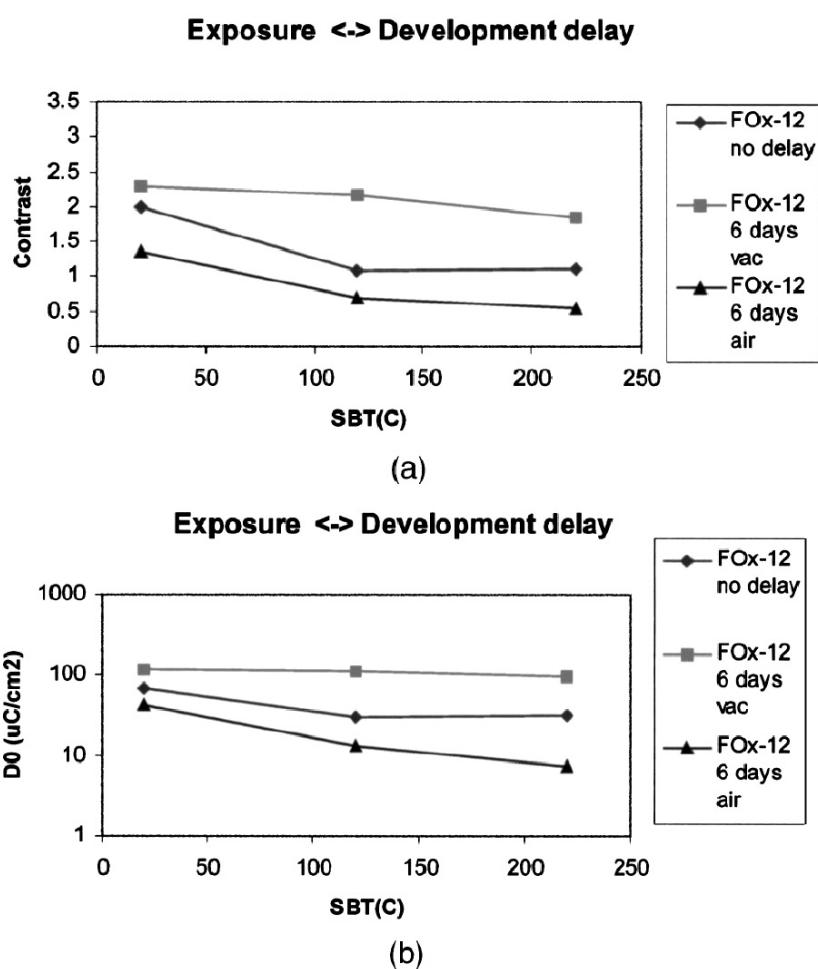 Exposure <-> Development delay
3.5
3
2.5
2
1.5
1
0.5
0
Contrast
0 50 100 150 200 250
SBT(C)
FOx-12
no delay
FOx-12
6 days
vac
FOx-12
6 days
air
(a)
Exposure <-> Development delay
1000
100
10
1
D0 (uC/cm2)
0 50 100 150 200 250
SBT(C)
FOx-12
no delay
FOx-12
6 days
vac
FOx-12
6 days
air
(b)